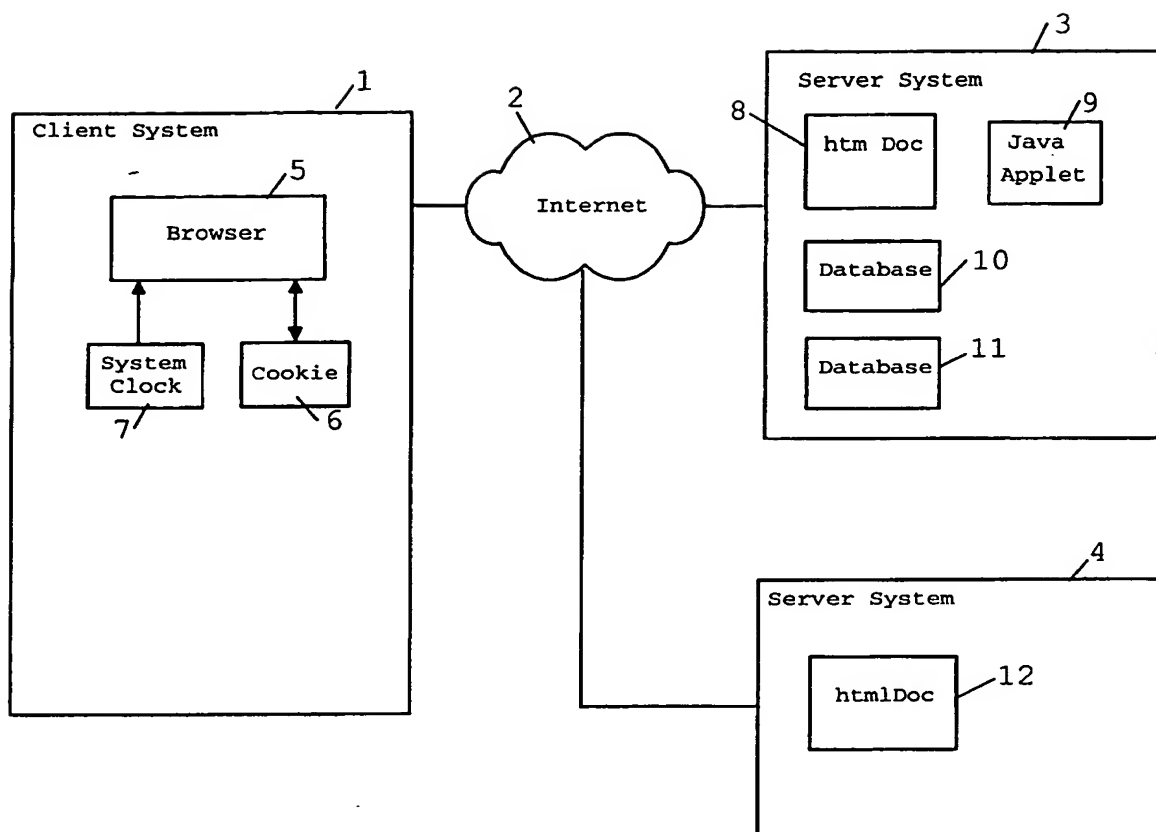 1
Client System
5
Browser
System
Clock
7
Cookie
6
2
Internet
3
Server System
8
htm Doc
9
Java
Applet
Database
10
Database
11
4
Server System
htmlDoc
12